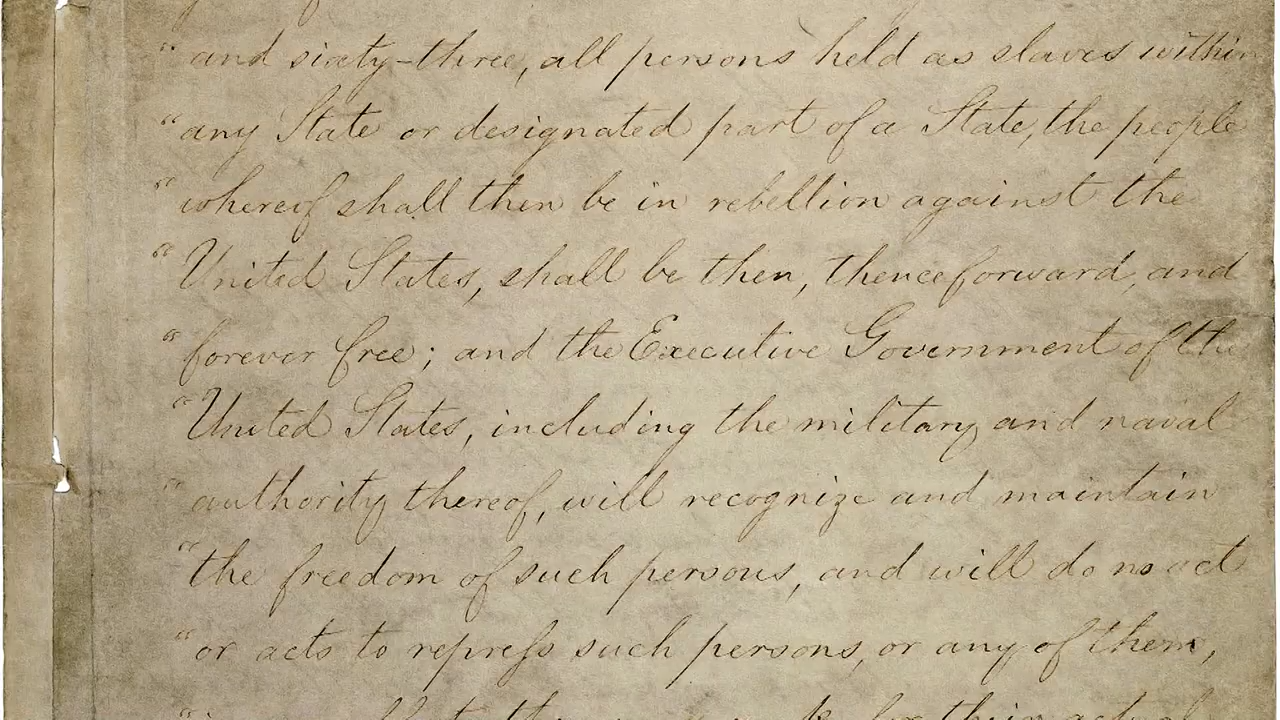 " and sixty-three, all persons held as slaves within
" any State or designated part of a State, the people
" whereof shall then be in rebellion against the
" United States, shall be then, thenceforward, and
" forever free; and the Executive Government of the
" United States, including the military and naval
" authority thereof, will recognize and maintain
" the freedom of such persons, and will do no act
" or acts to repreſs such persons, or any of them,